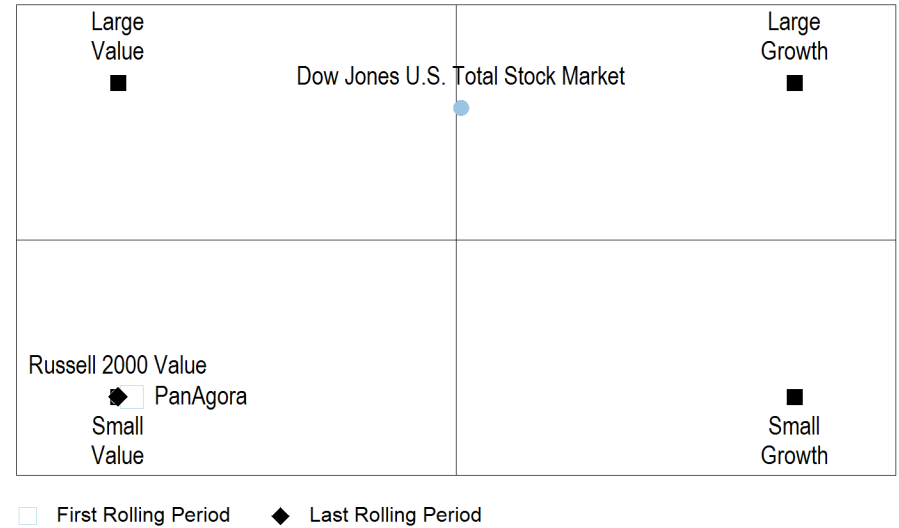 Large
Value
Large
Growth
Dow Jones U.S. Total Stock Market
Russell 2000 Value
PanAgora
Small
Value
Small
Growth
First Rolling Period
Last Rolling Period